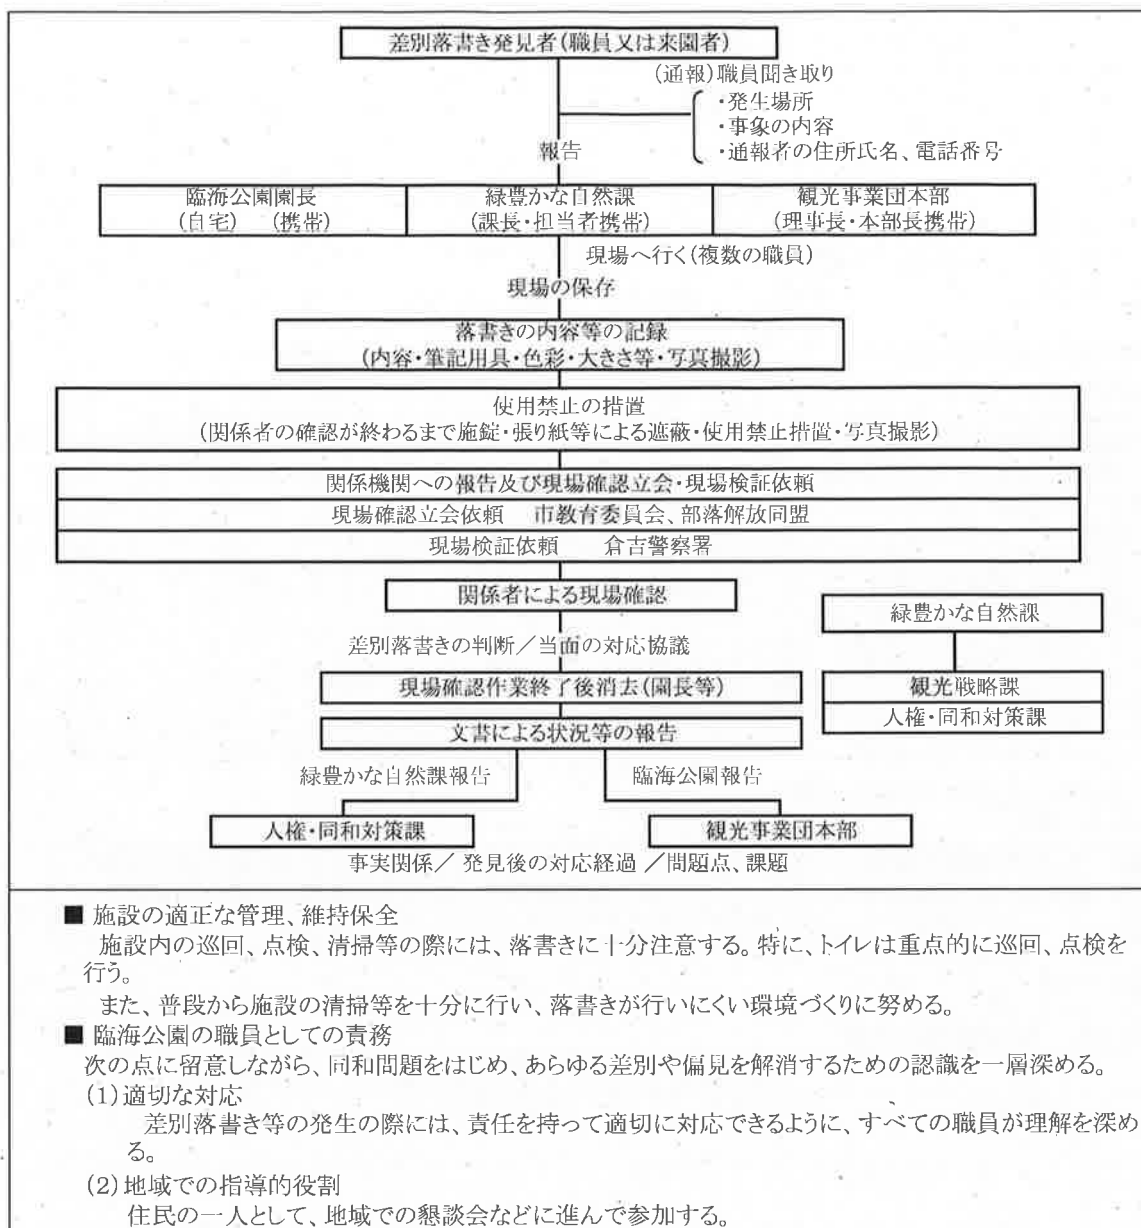 差別落書き発見者(職員又は来園者)
(通報)職員聞き取り
・発生場所
・事象の内容
・通報者の住所氏名、電話番号
報告
臨海公園園長
(自宅) (携帯)
緑豊かな自然課
(課長・担当者携帯)
観光事業団本部
(理事長・本部長携帯)
現場へ行く(複数の職員)
現場の保存
落書きの内容等の記録
(内容・筆記用具・色彩・大きさ等・写真撮影)
使用禁止の措置
(関係者の確認が終わるまで施錠・張り紙等による遮蔽・使用禁止措置・写真撮影)
関係機関への報告及び現場確認立会・現場検証依頼
現場確認立会依頼 市教育委員会、部落解放同盟
現場検証依頼 倉吉警察署
関係者による現場確認
差別落書きの判断/当面の対応協議
緑豊かな自然課
観光戦略課
人権・同和対策課
現場確認作業終了後消去(園長等)
文書による状況等の報告
緑豊かな自然課報告
臨海公園報告
人権・同和対策課
観光事業団本部
事実関係/ 発見後の対応経過 /問題点、課題
■ 施設の適正な管理、維持保全
施設内の巡回、点検、清掃等の際には、落書きに十分注意する。特に、トイレは重点的に巡回、点検を
行う。
また、普段から施設の清掃等を十分に行い、落書きが行いにくい環境づくりに努める。
■ 臨海公園の職員としての責務
次の点に留意しながら、同和問題をはじめ、あらゆる差別や偏見を解消するための認識を一層深める。
(1)適切な対応
差別落書き等の発生の際には、責任を持って適切に対応できるように、すべての職員が理解を深め
る。
(2)地域での指導的役割
住民の一人として、地域での懇談会などに進んで参加する。